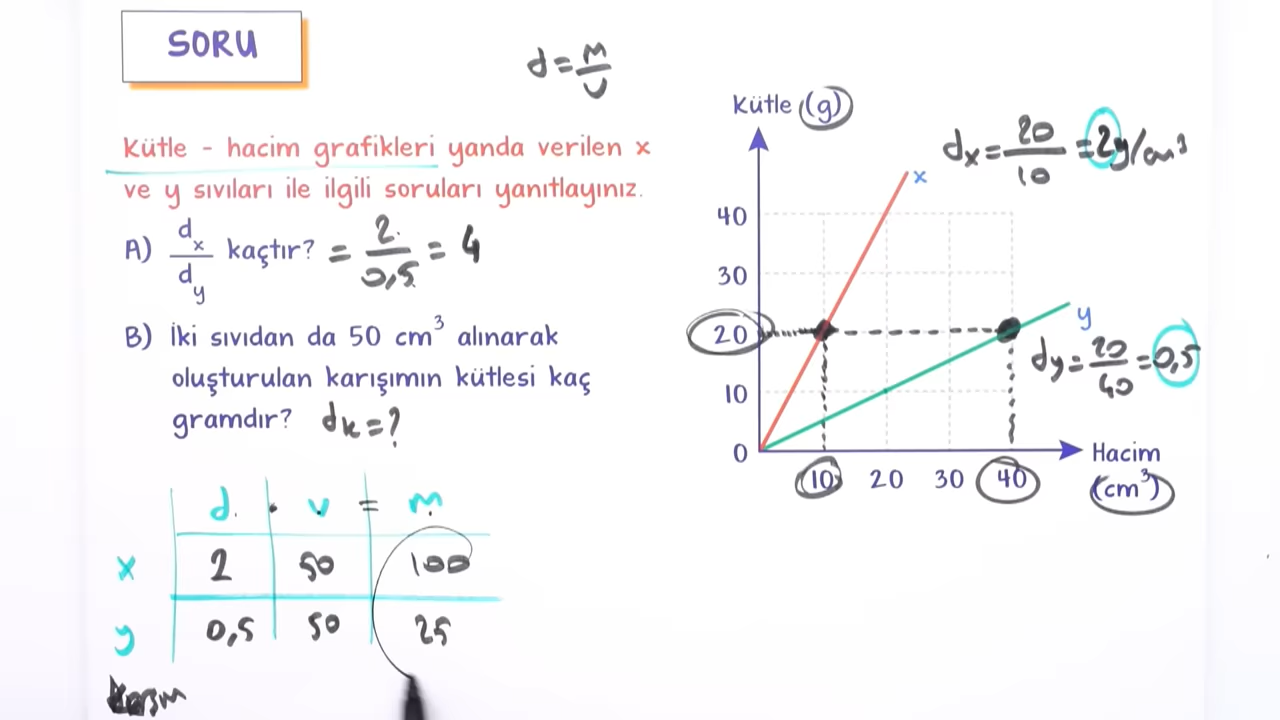 SORU
d = m/v
Kütle - hacim grafikleri yanda verilen x
ve y sıvıları ile ilgili soruları yanıtlayınız.
A) dx/dy kaçtır? = 2/0,5 = 4
B) İki sıvıdan da 50 cm³ alınarak
oluşturulan karışımın kütlesi kaç
gramdır? dk = ?
d . v = m
x 2 50 100
y 0,5 50 25
Kütle (g)
dx = 20/10 = 2g/cm³
x
40
30
20
10
0
y
dy = 20/40 = 0,5
10 20 30 40
Hacim
(cm³)